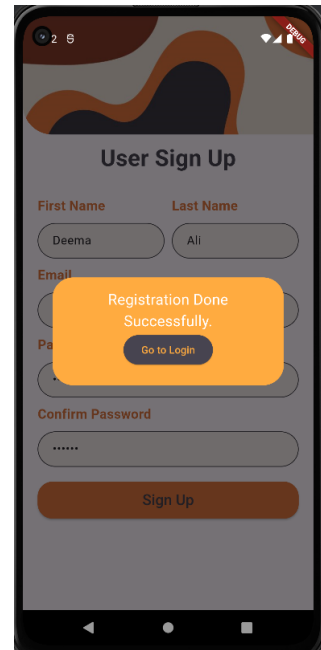 2
DEBUG
User Sign Up
First Name Last Name
Deema Ali
Email
Registration Done
Successfully.
Go to Login
Pa
Confirm Password
••••••
Sign Up